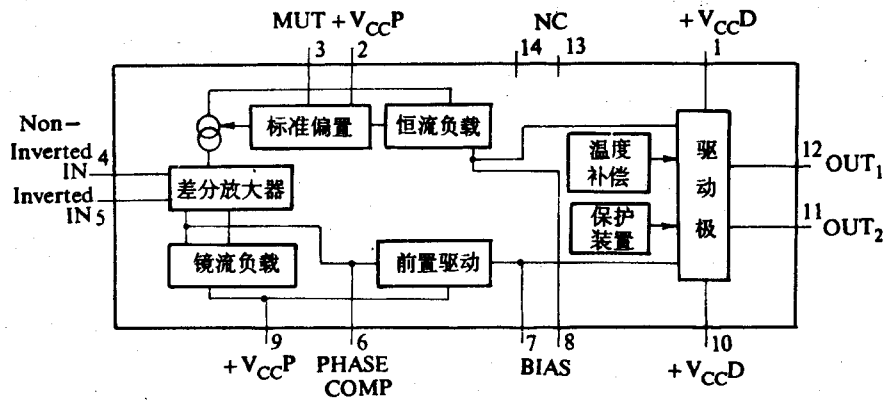 MUT +VCCP
NC
+VCCD
3 2
14 13
1
Non-
Inverted 4
IN
Inverted
IN 5
标准偏置
恒流负载
差分放大器
镜流负载
前置驱动
温度
补偿
保护
装置
驱
动
极
12
OUT1
11
OUT2
9
6
7 8
10
+VCCP
PHASE
COMP
BIAS
+VCCD